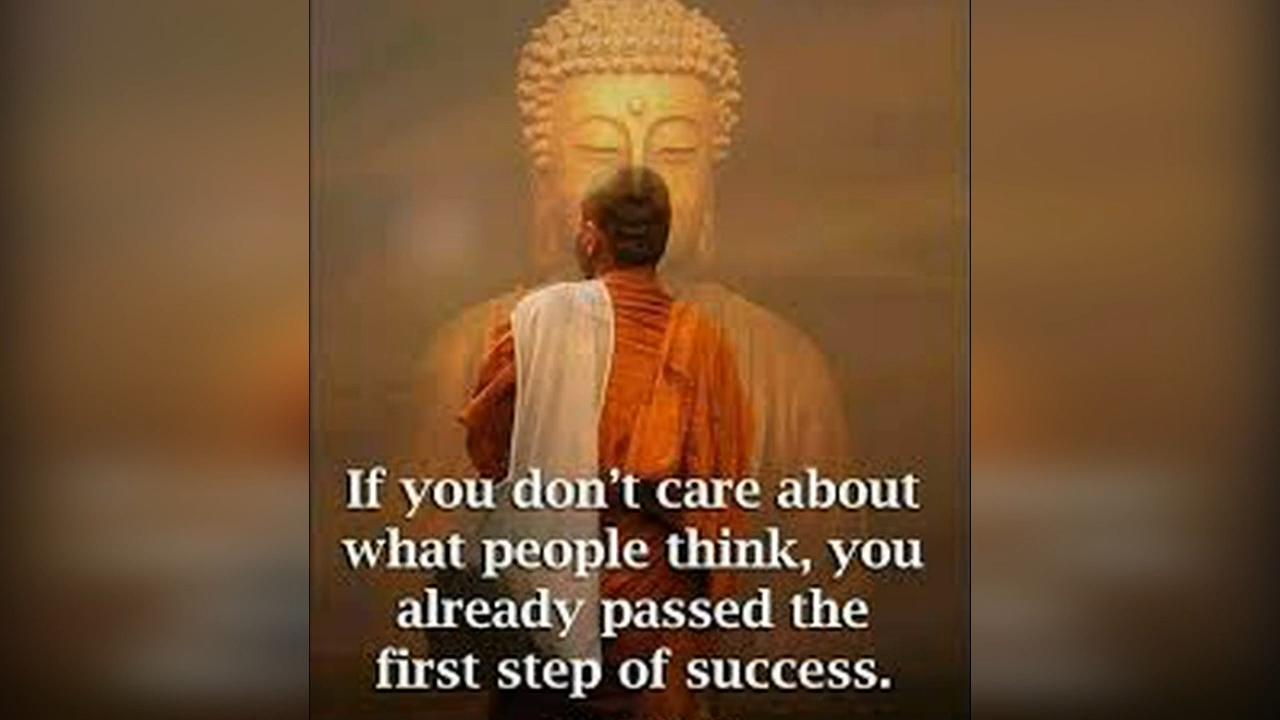 If you don't care about
what people think, you
already passed the
first step of success.